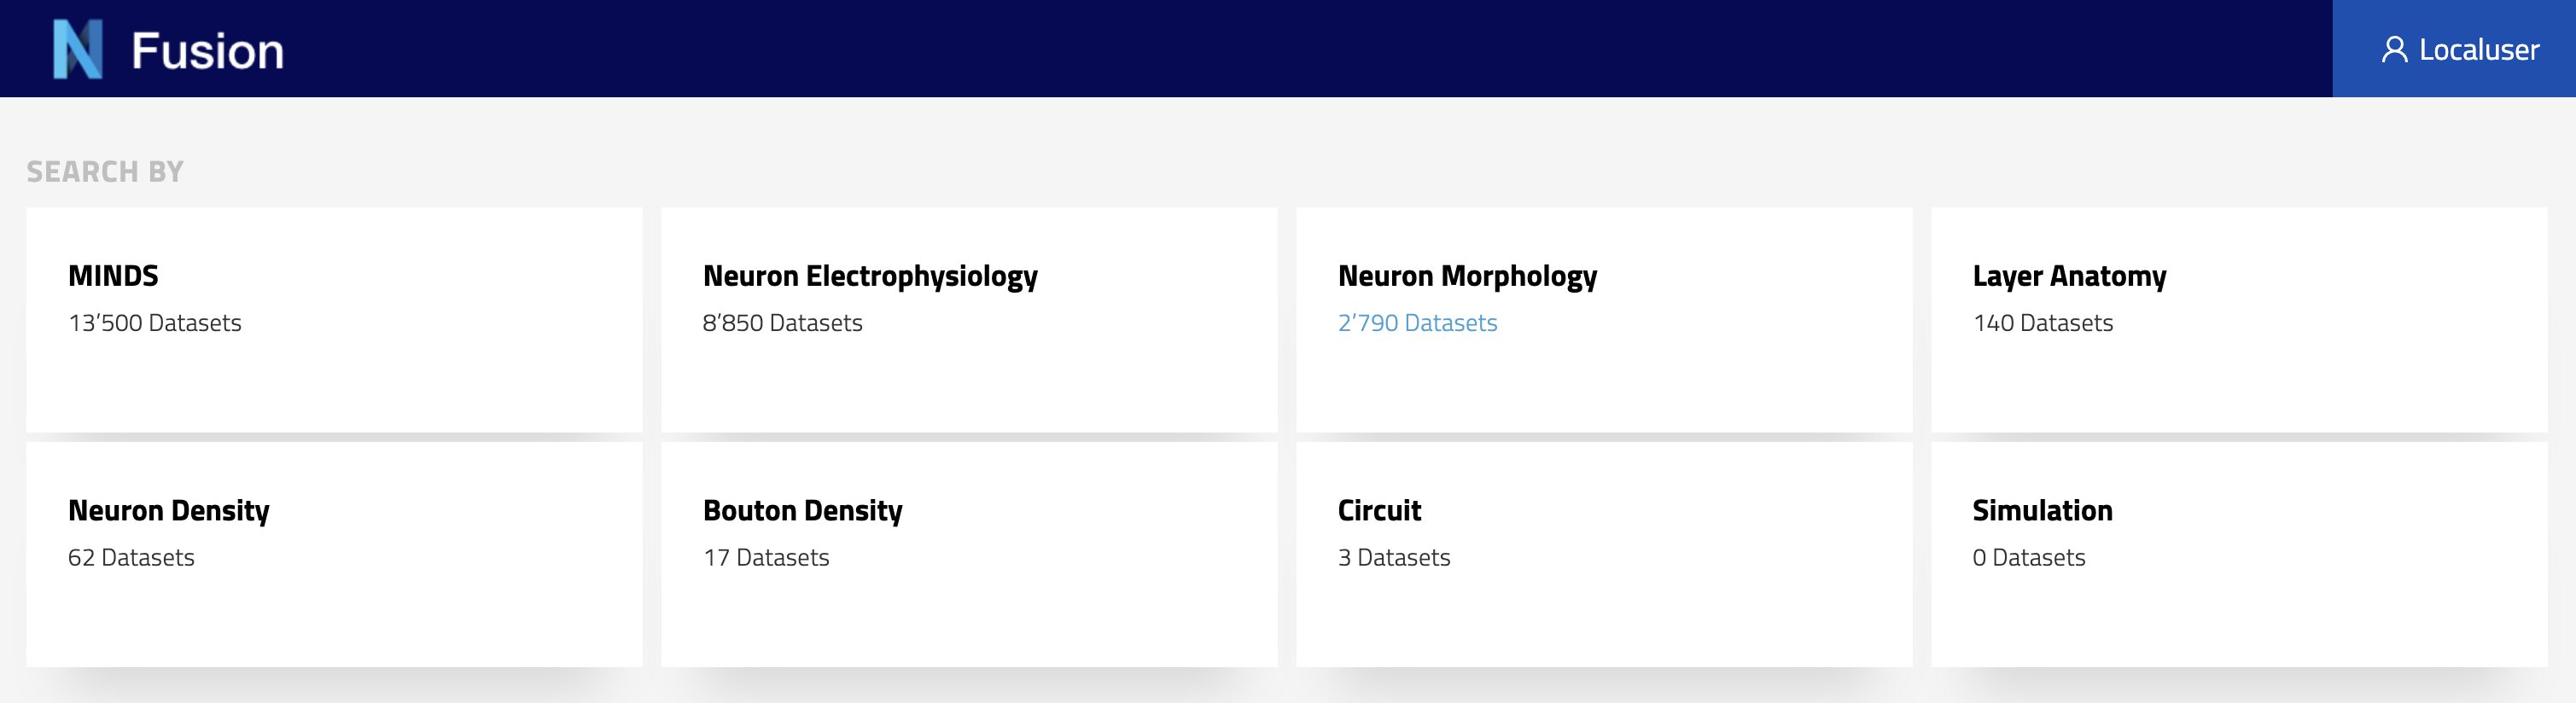 Fusion
Localuser
SEARCH BY
MINDS
13’500 Datasets
Neuron Electrophysiology
8’850 Datasets
Neuron Morphology
2’790 Datasets
Layer Anatomy
140 Datasets
Neuron Density
62 Datasets
Bouton Density
17 Datasets
Circuit
3 Datasets
Simulation
0 Datasets